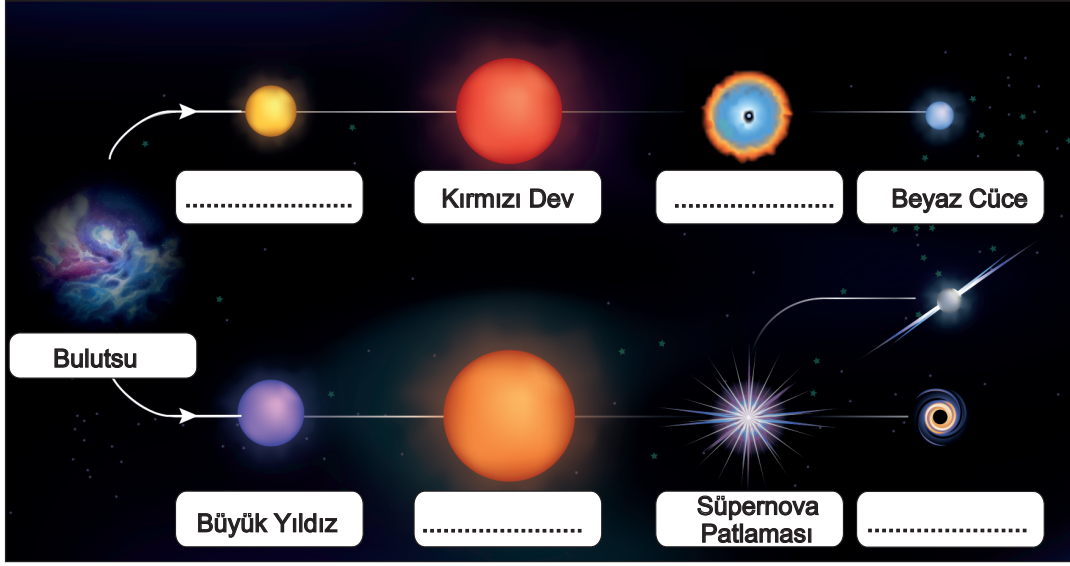 ........................
Kırmızı Dev
.......................
Beyaz Cüce
Bulutsu
Büyük Yıldız
.......................
Süpernova
Patlaması
.......................